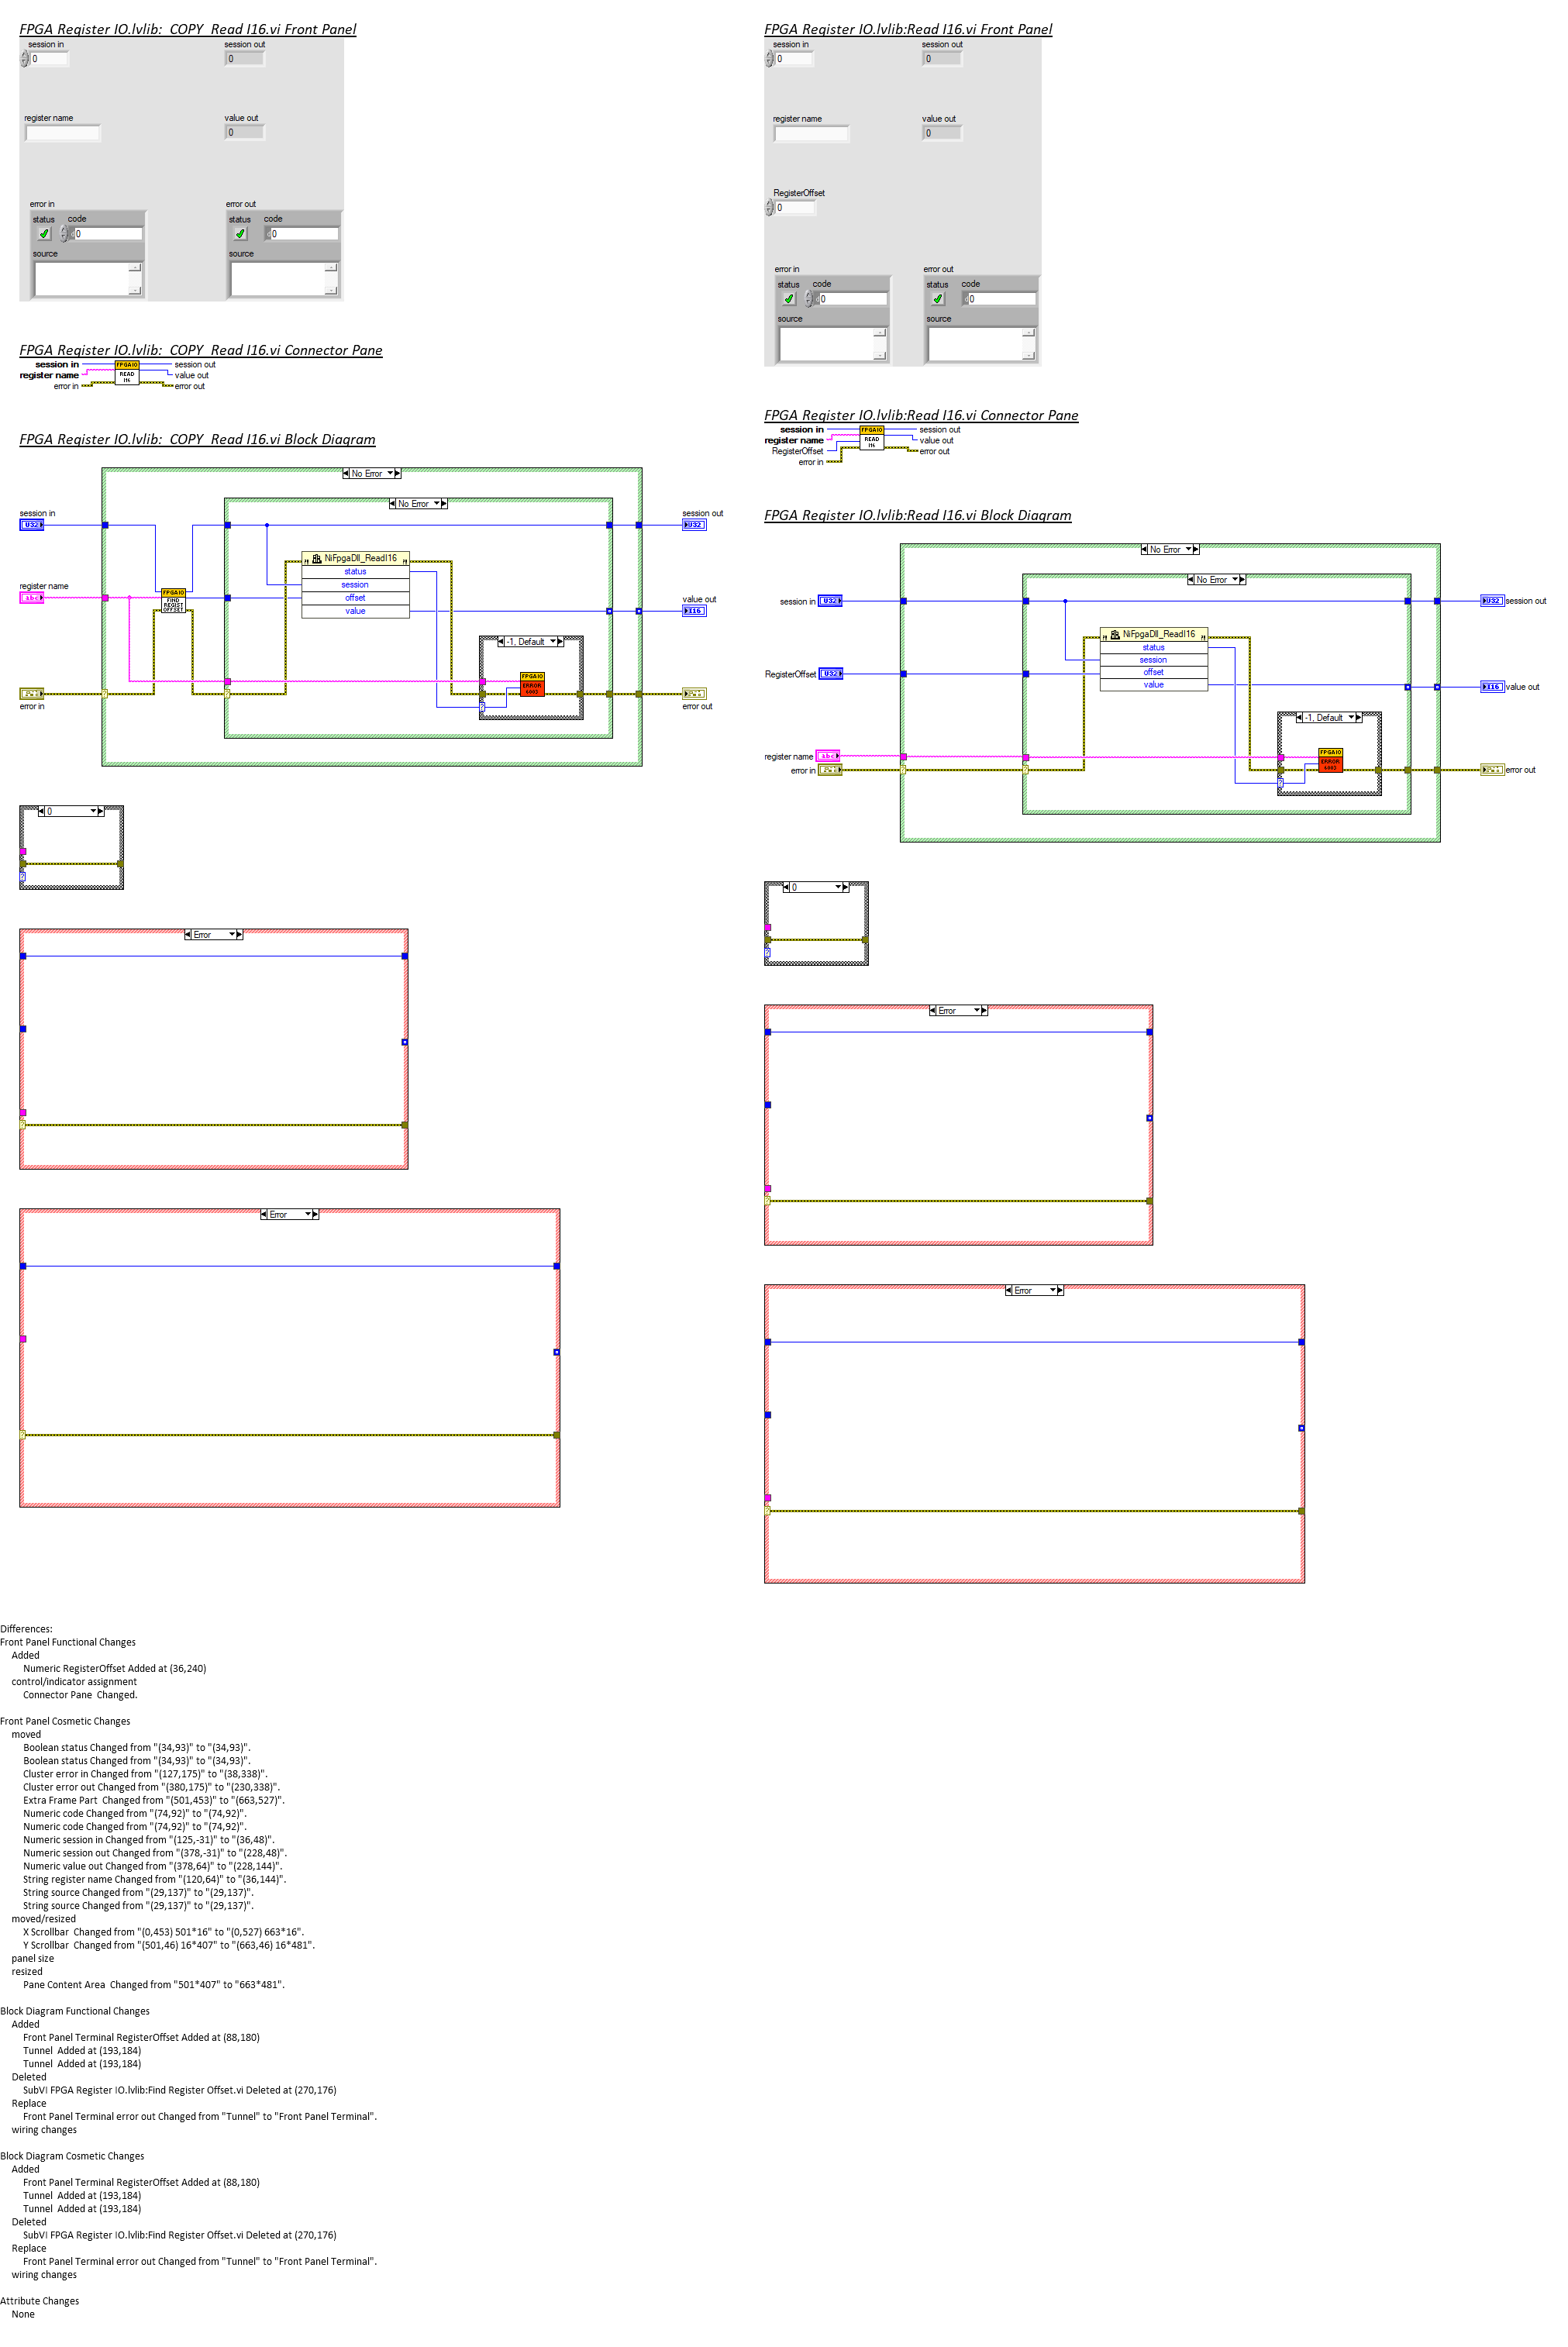 FPGA Register IO.lvlib:  COPY  Read I16.vi Front Panel
session in
session out
0
0
register name
value out
0
error in
error out
status
code
status
code
0
0
source
source
FPGA Register IO.lvlib:  COPY  Read I16.vi Connector Pane
session in
FPGAIO
session out
register name
READ
value out
I16
error in
error out
FPGA Register IO.lvlib:  COPY  Read I16.vi Block Diagram
No Error
No Error
session in
session out
U32
U32
NiFpgaDll_ReadI16
status
session
register name
offset
value out
abc
FPGAIO
FIND
REGIST
OFFSET
value
I16
-1, Default
FPGAIO
ERROR
6003
error in
error out
0
Error
Error
FPGA Register IO.lvlib:Read I16.vi Front Panel
session in
session out
0
0
register name
value out
0
RegisterOffset
0
error in
error out
status
code
status
code
0
0
source
source
FPGA Register IO.lvlib:Read I16.vi Connector Pane
session in
FPGAIO
session out
register name
READ
value out
RegisterOffset
I16
error out
error in
FPGA Register IO.lvlib:Read I16.vi Block Diagram
No Error
No Error
session in
U32
U32
session out
NiFpgaDll_ReadI16
status
session
RegisterOffset
U32
offset
value
I16
value out
-1, Default
register name
abc
FPGAIO
ERROR
6003
error in
error out
0
Error
Error
Differences:
Front Panel Functional Changes
Added
Numeric RegisterOffset Added at (36,240)
control/indicator assignment
Connector Pane  Changed.
Front Panel Cosmetic Changes
moved
Boolean status Changed from "(34,93)" to "(34,93)".
Boolean status Changed from "(34,93)" to "(34,93)".
Cluster error in Changed from "(127,175)" to "(38,338)".
Cluster error out Changed from "(380,175)" to "(230,338)".
Extra Frame Part  Changed from "(501,453)" to "(663,527)".
Numeric code Changed from "(74,92)" to "(74,92)".
Numeric code Changed from "(74,92)" to "(74,92)".
Numeric session in Changed from "(125,-31)" to "(36,48)".
Numeric session out Changed from "(378,-31)" to "(228,48)".
Numeric value out Changed from "(378,64)" to "(228,144)".
String register name Changed from "(120,64)" to "(36,144)".
String source Changed from "(29,137)" to "(29,137)".
String source Changed from "(29,137)" to "(29,137)".
moved/resized
X Scrollbar  Changed from "(0,453) 501*16" to "(0,527) 663*16".
Y Scrollbar  Changed from "(501,46) 16*407" to "(663,46) 16*481".
panel size
resized
Pane Content Area  Changed from "501*407" to "663*481".
Block Diagram Functional Changes
Added
Front Panel Terminal RegisterOffset Added at (88,180)
Tunnel  Added at (193,184)
Tunnel  Added at (193,184)
Deleted
SubVI FPGA Register IO.lvlib:Find Register Offset.vi Deleted at (270,176)
Replace
Front Panel Terminal error out Changed from "Tunnel" to "Front Panel Terminal".
wiring changes
Block Diagram Cosmetic Changes
Added
Front Panel Terminal RegisterOffset Added at (88,180)
Tunnel  Added at (193,184)
Tunnel  Added at (193,184)
Deleted
SubVI FPGA Register IO.lvlib:Find Register Offset.vi Deleted at (270,176)
Replace
Front Panel Terminal error out Changed from "Tunnel" to "Front Panel Terminal".
wiring changes
Attribute Changes
None